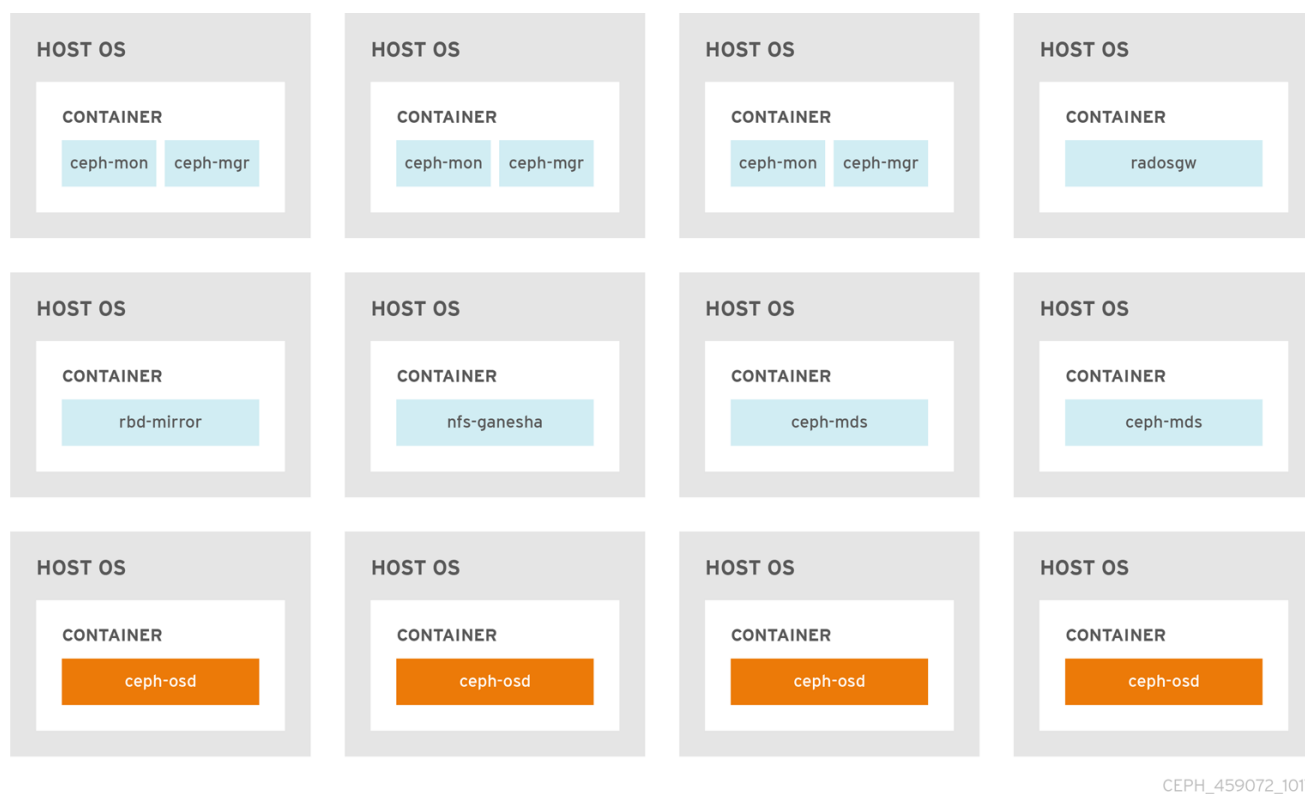 HOST OS HOST OS HOST OS HOST OS
CONTAINER CONTAINER CONTAINER CONTAINER
ceph-mon ceph-mgr ceph-mon ceph-mgr ceph-mon ceph-mgr radosgw
HOST OS HOST OS HOST OS HOST OS
CONTAINER CONTAINER CONTAINER CONTAINER
rbd-mirror nfs-ganesha ceph-mds ceph-mds
HOST OS HOST OS HOST OS HOST OS
CONTAINER CONTAINER CONTAINER CONTAINER
ceph-osd ceph-osd ceph-osd ceph-osd
CEPH_459072_101